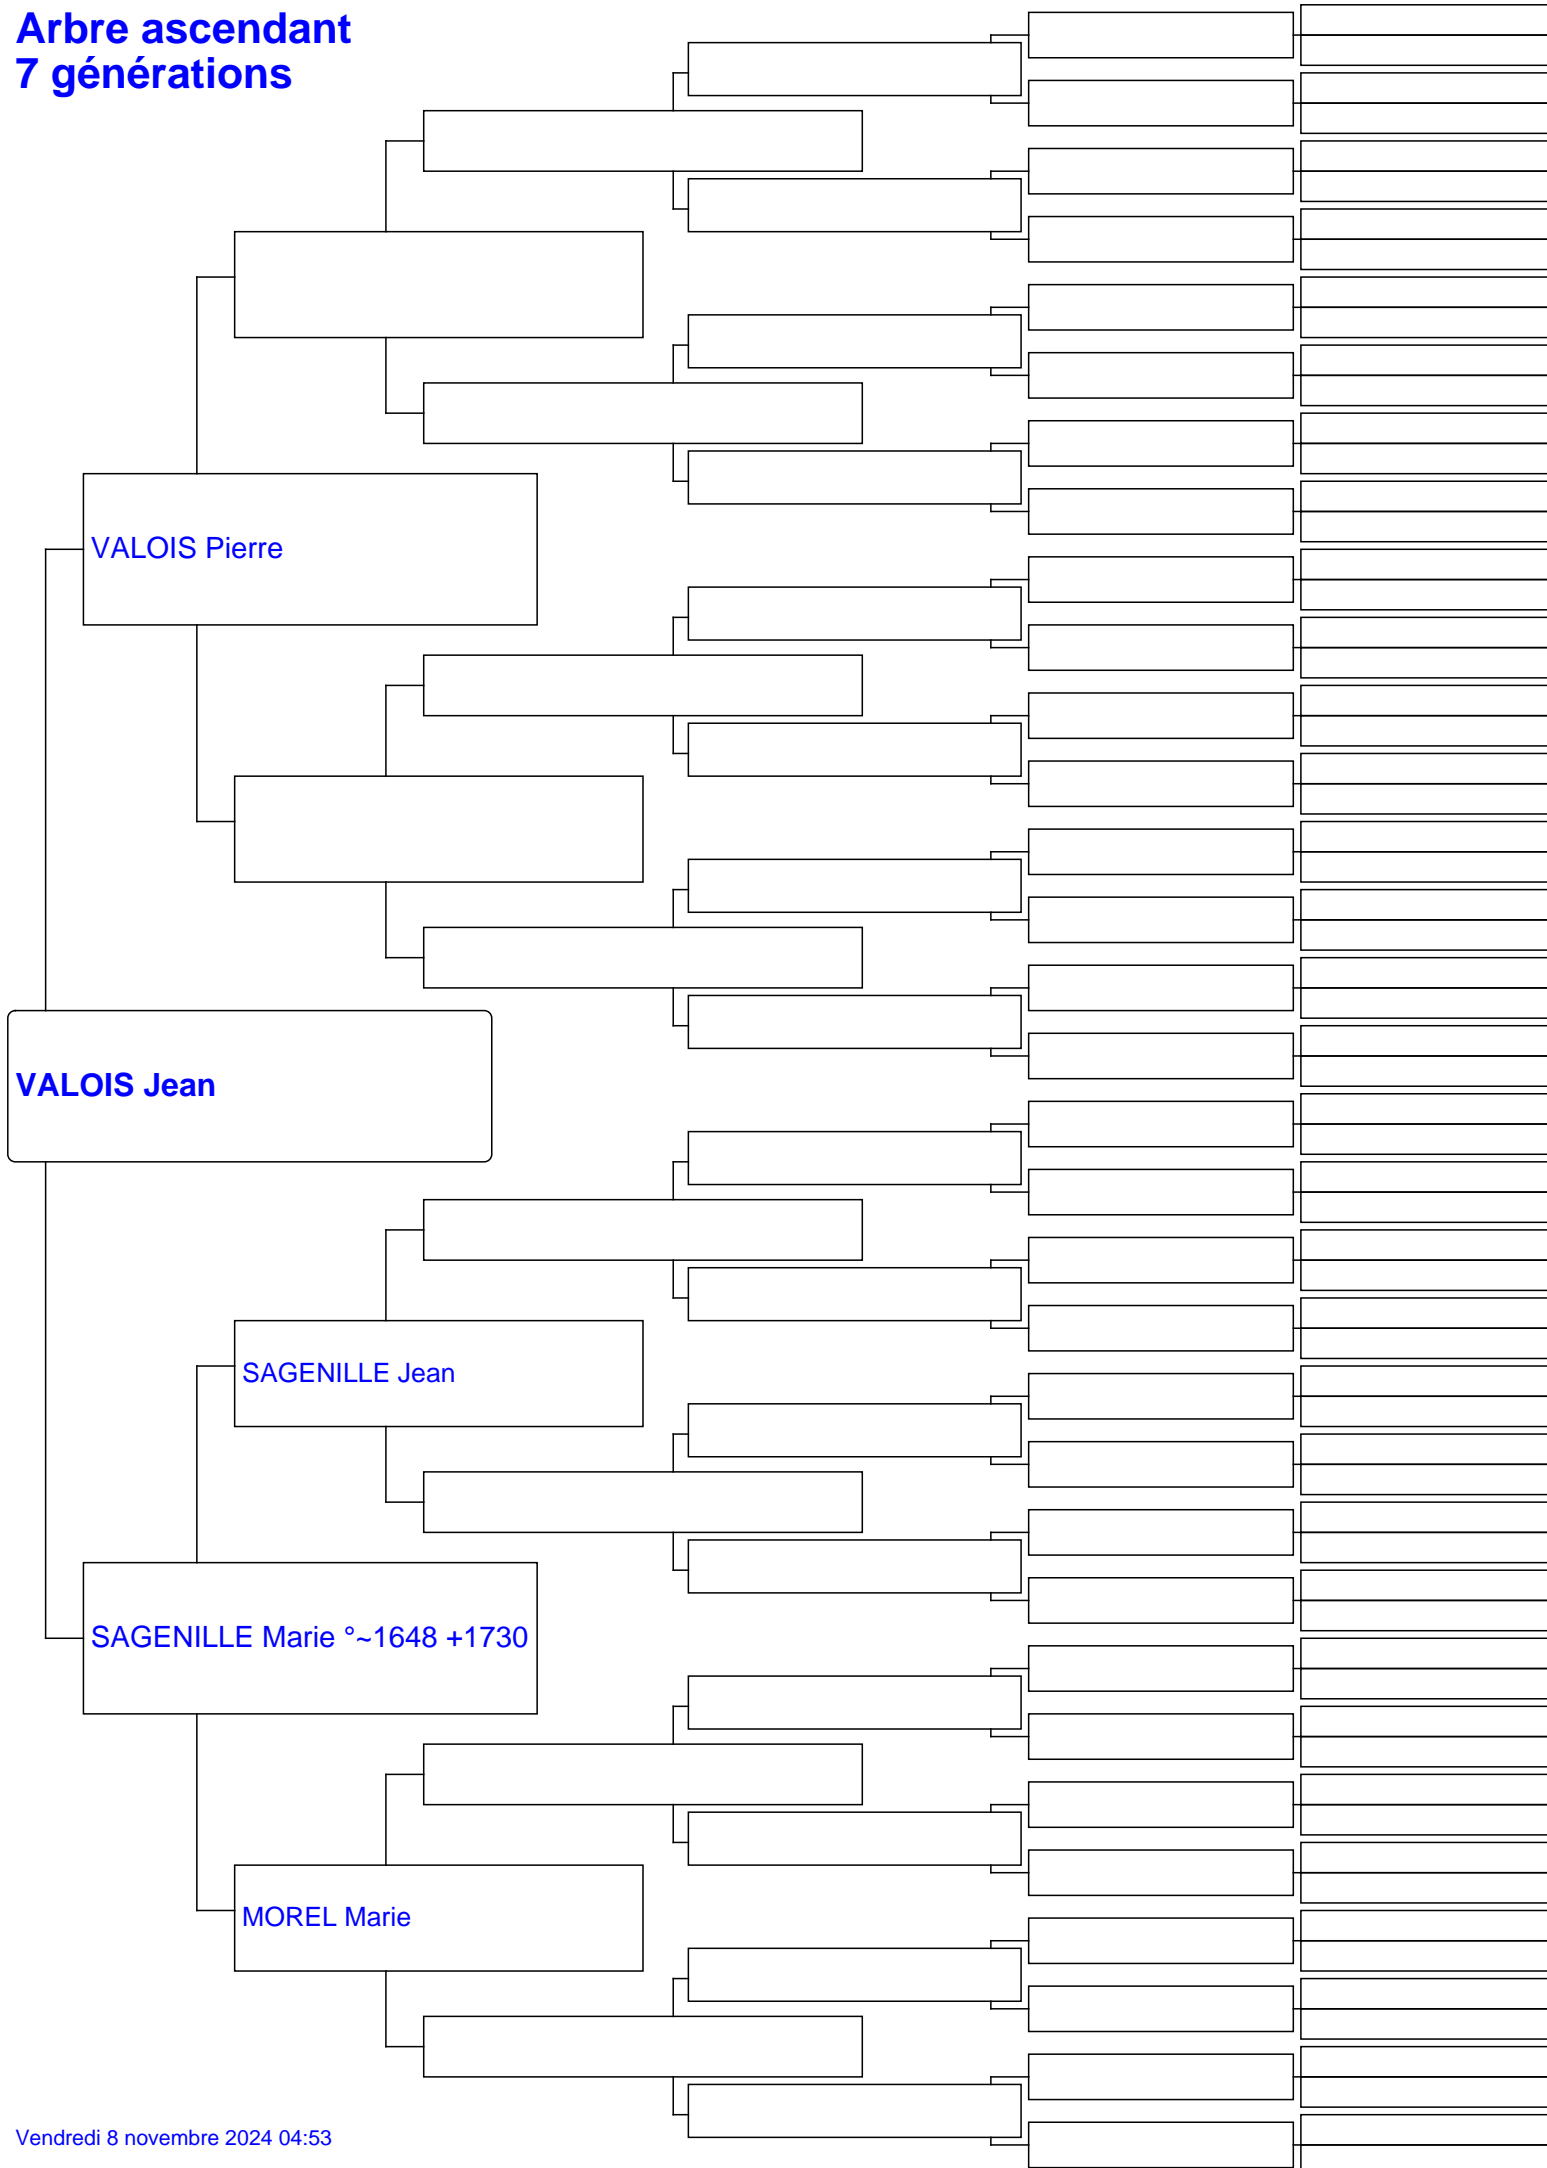 Arbre ascendant
7 générations
VALOIS Pierre
VALOIS Jean
SAGENILLE Jean
SAGENILLE Marie °~1648 +1730
MOREL Marie
Vendredi 8 novembre 2024 04:53